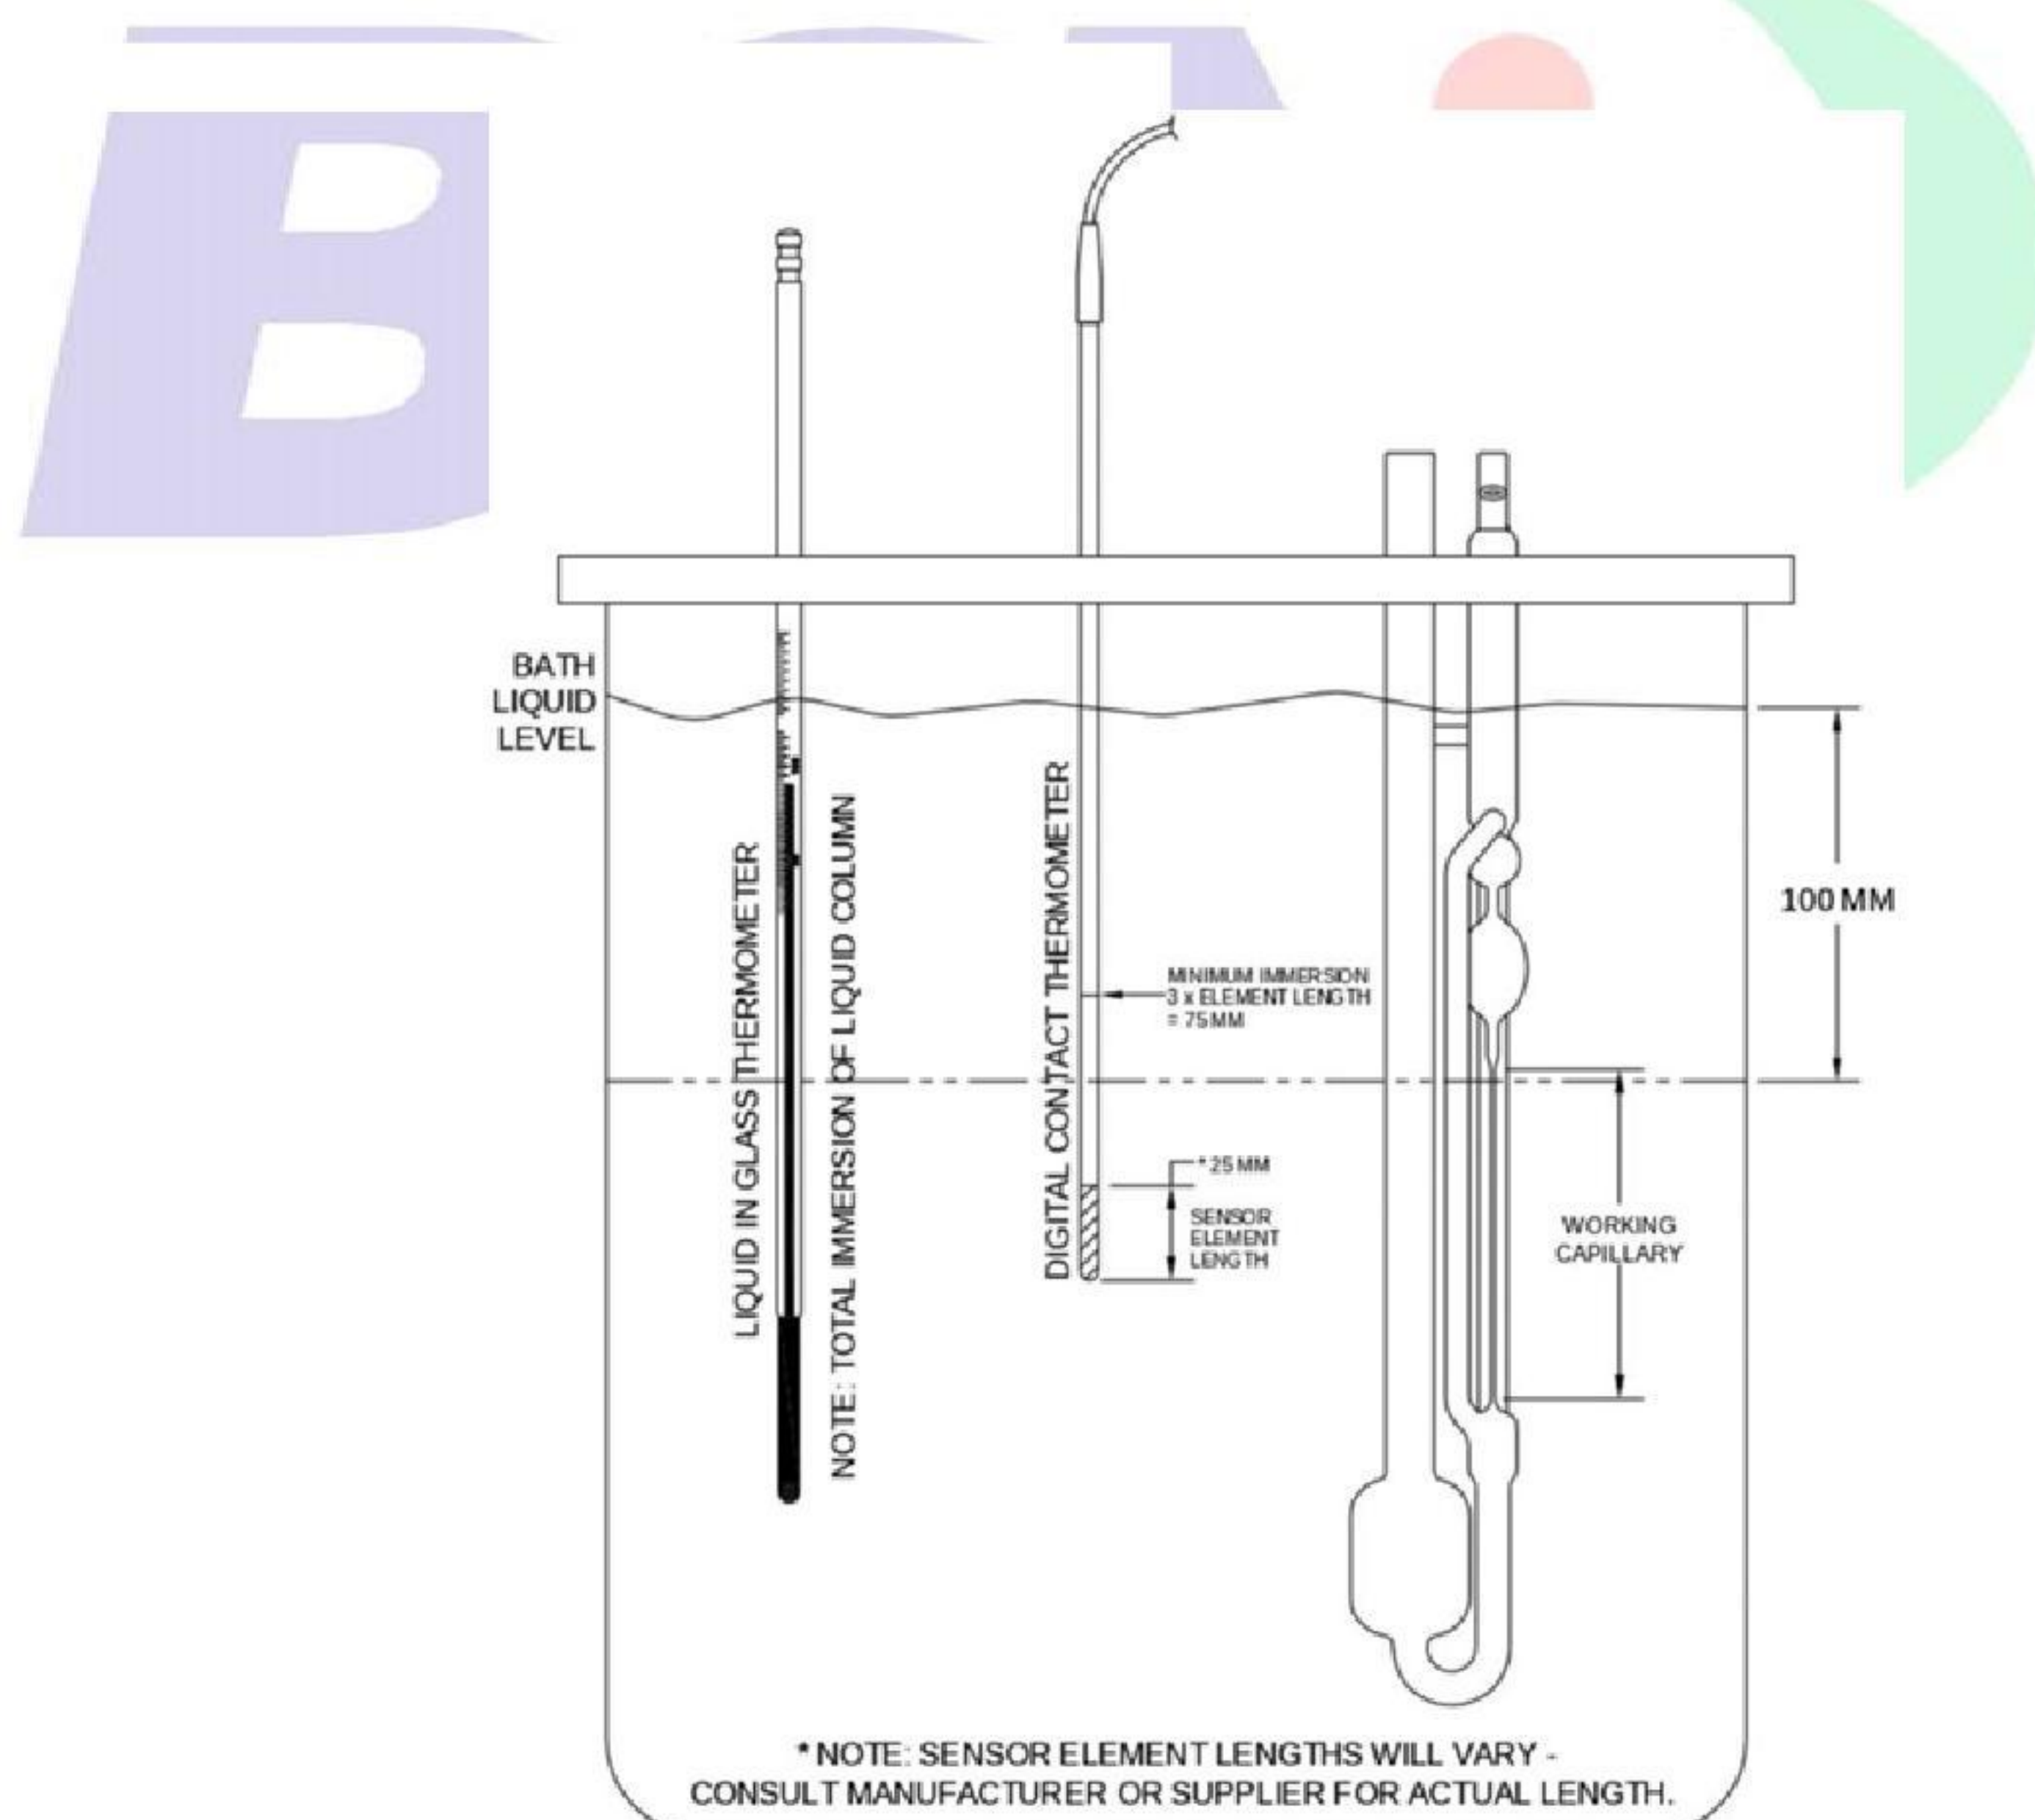 BATH
LIQUID
LEVEL
LIQUID IN GLASS THERMOMETER
NOTE: TOTAL IMMERSION OF LIQUID COLUMN
DIGITAL CONTACT THERMOMETER
MINIMUM IMMERSION
3 x ELEMENT LENGTH
= 75 MM
100 MM
* 25 MM
SENSOR
ELEMENT
LENGTH
WORKING
CAPILLARY
* NOTE: SENSOR ELEMENT LENGTHS WILL VARY -
CONSULT MANUFACTURER OR SUPPLIER FOR ACTUAL LENGTH.